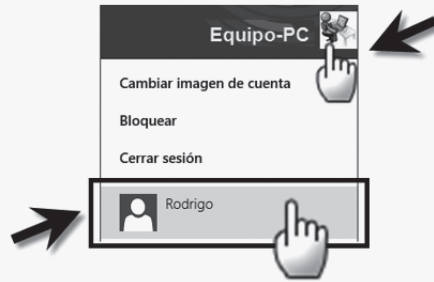 Equipo-PC
Cambiar imagen de cuenta
Bloquear
Cerrar sesión
Rodrigo